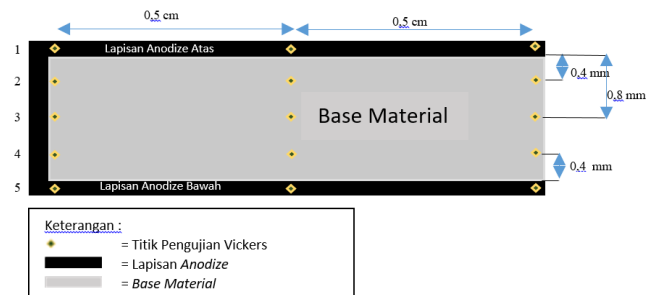 0,5 cm
0,5 cm
1
Lapisan Anodize Atas
2
0,4 mm
0,8 mm
3
Base Material
4
0,4 mm
5
Lapisan Anodize Bawah
Keterangan :
= Titik Pengujian Vickers
= Lapisan Anodize
= Base Material